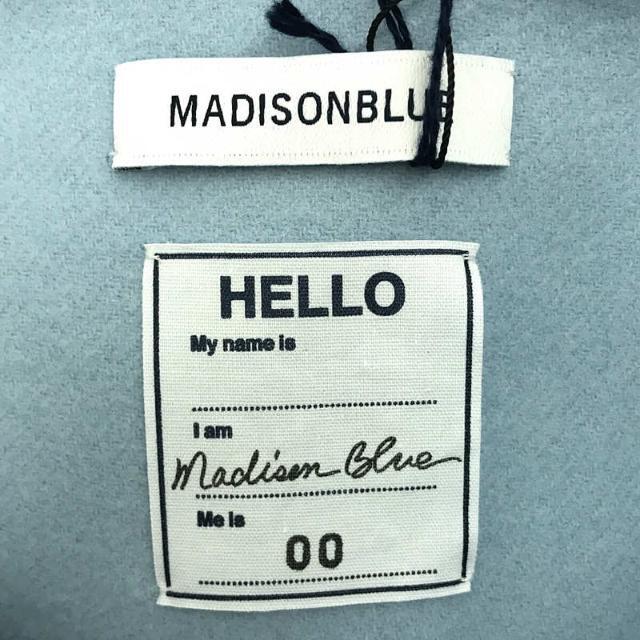 MADISONBLUE
HELLO
My name is
I am
Madison Blue
Me is
00